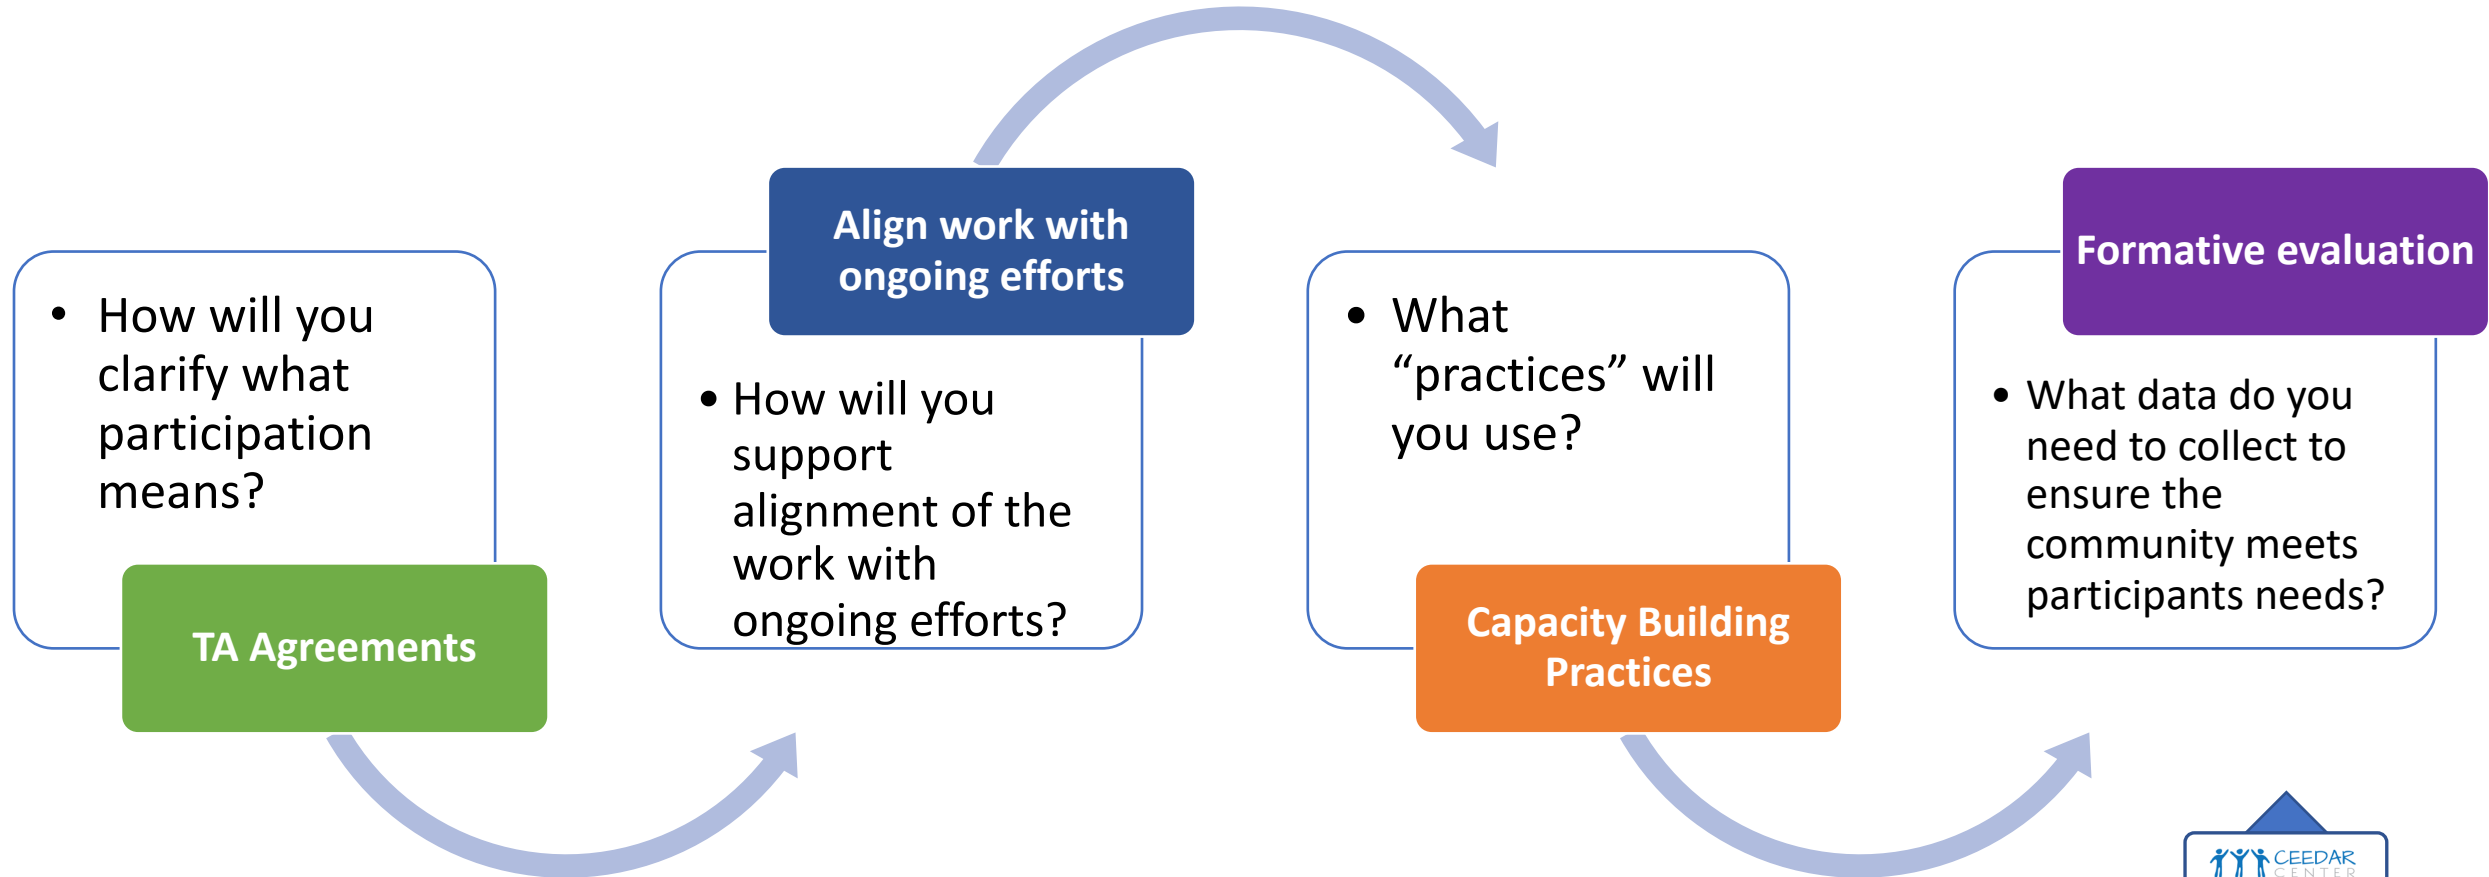 • How will you
clarify what
participation
means?
TA Agreements
Align work with
ongoing efforts
• How will you
support
alignment of the
work with
ongoing efforts?
• What
“practices” will
you use?
Capacity Building
Practices
Formative evaluation
• What data do you
need to collect to
ensure the
community meets
participants needs?
CEEDAR
CENTER